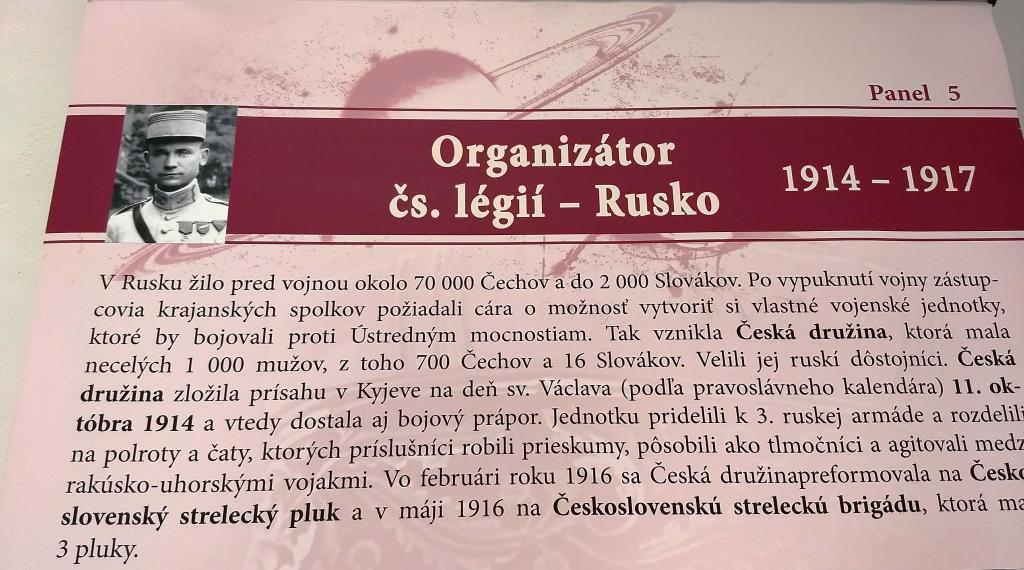 Panel 5
Organizátor
čs. légií – Rusko
1914 – 1917
V Rusku žilo pred vojnou okolo 70 000 Čechov a do 2 000 Slovákov. Po vypuknutí vojny zástup-
covia krajanských spolkov požiadali cára o možnosť vytvoriť si vlastné vojenské jednotky,
ktoré by bojovali proti Ústredným mocnostiam. Tak vznikla Česká družina, ktorá mala
necelých 1 000 mužov, z toho 700 Čechov a 16 Slovákov. Velili jej ruskí dôstojníci. Česká
družina zložila prísahu v Kyjeve na deň sv. Václava (podľa pravoslávneho kalendára) 11. ok-
tóbra 1914 a vtedy dostala aj bojový prápor. Jednotku pridelili k 3. ruskej armáde a rozdelili
na polroty a čaty, ktorých príslušníci robili prieskumy, pôsobili ako tlmočníci a agitovali medz
rakúsko-uhorskými vojakmi. Vo februári roku 1916 sa Česká družinapreformovala na Česko
slovenský strelecký pluk a v máji 1916 na Československú streleckú brigádu, ktorá ma
3 pluky.